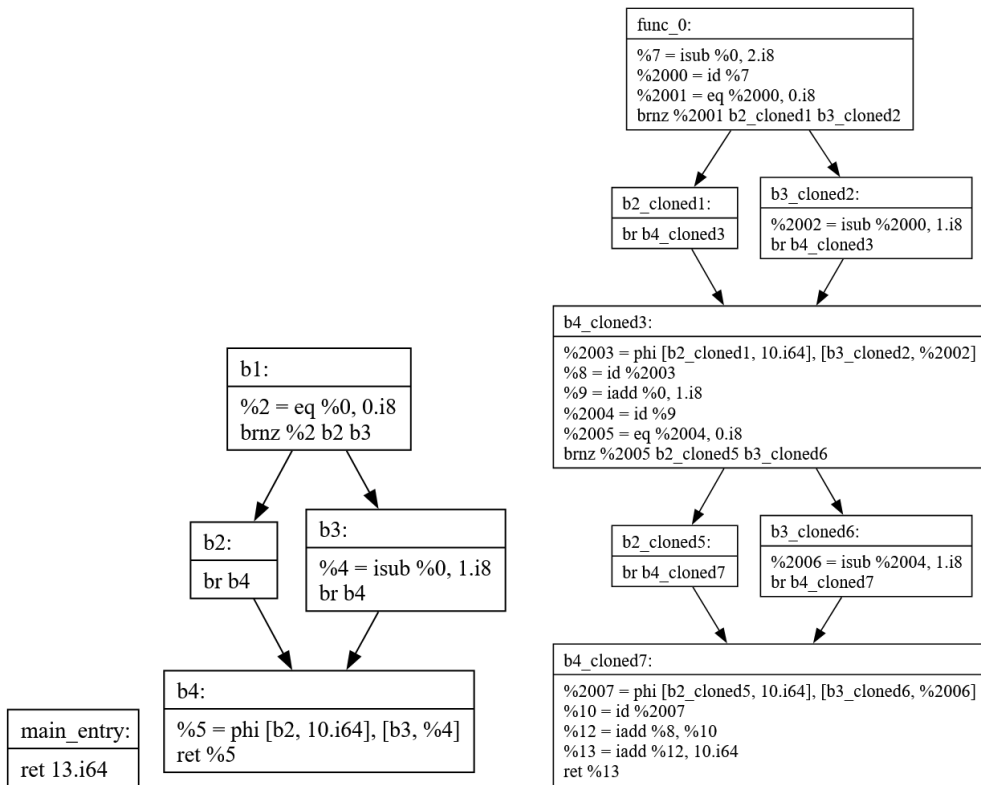 main_entry:
ret 13.i64
b1:
%2 = eq %0, 0.i8
brnz %2 b2 b3
b2:
br b4
b3:
%4 = isub %0, 1.i8
br b4
b4:
%5 = phi [b2, 10.i64], [b3, %4]
ret %5
func_0:
%7 = isub %0, 2.i8
%2000 = id %7
%2001 = eq %2000, 0.i8
brnz %2001 b2_cloned1 b3_cloned2
b2_cloned1:
br b4_cloned3
b3_cloned2:
%2002 = isub %2000, 1.i8
br b4_cloned3
b4_cloned3:
%2003 = phi [b2_cloned1, 10.i64], [b3_cloned2, %2002]
%8 = id %2003
%9 = iadd %0, 1.i8
%2004 = id %9
%2005 = eq %2004, 0.i8
brnz %2005 b2_cloned5 b3_cloned6
b2_cloned5:
br b4_cloned7
b3_cloned6:
%2006 = isub %2004, 1.i8
br b4_cloned7
b4_cloned7:
%2007 = phi [b2_cloned5, 10.i64], [b3_cloned6, %2006]
%10 = id %2007
%12 = iadd %8, %10
%13 = iadd %12, 10.i64
ret %13